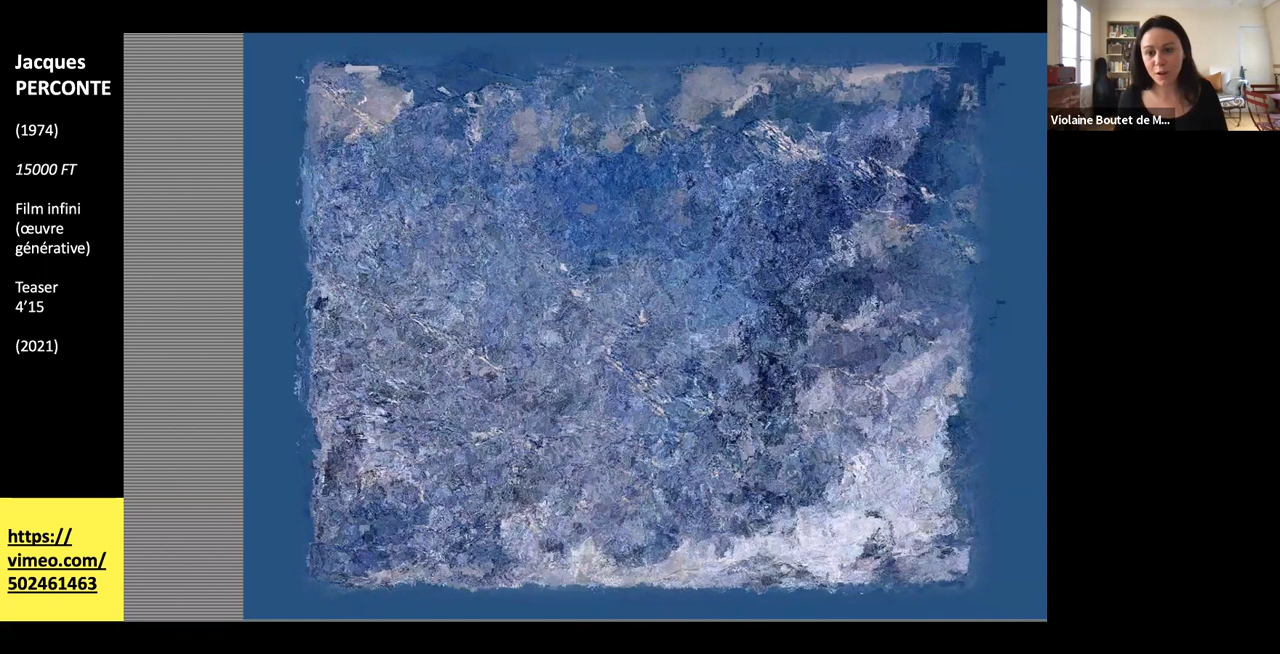 Jacques
PERCONTE
(1974)
15000 FT
Film infini
(œuvre
générative)
Teaser
4’15
(2021)
https://
vimeo.com/
502461463
Violaine Boutet de M...